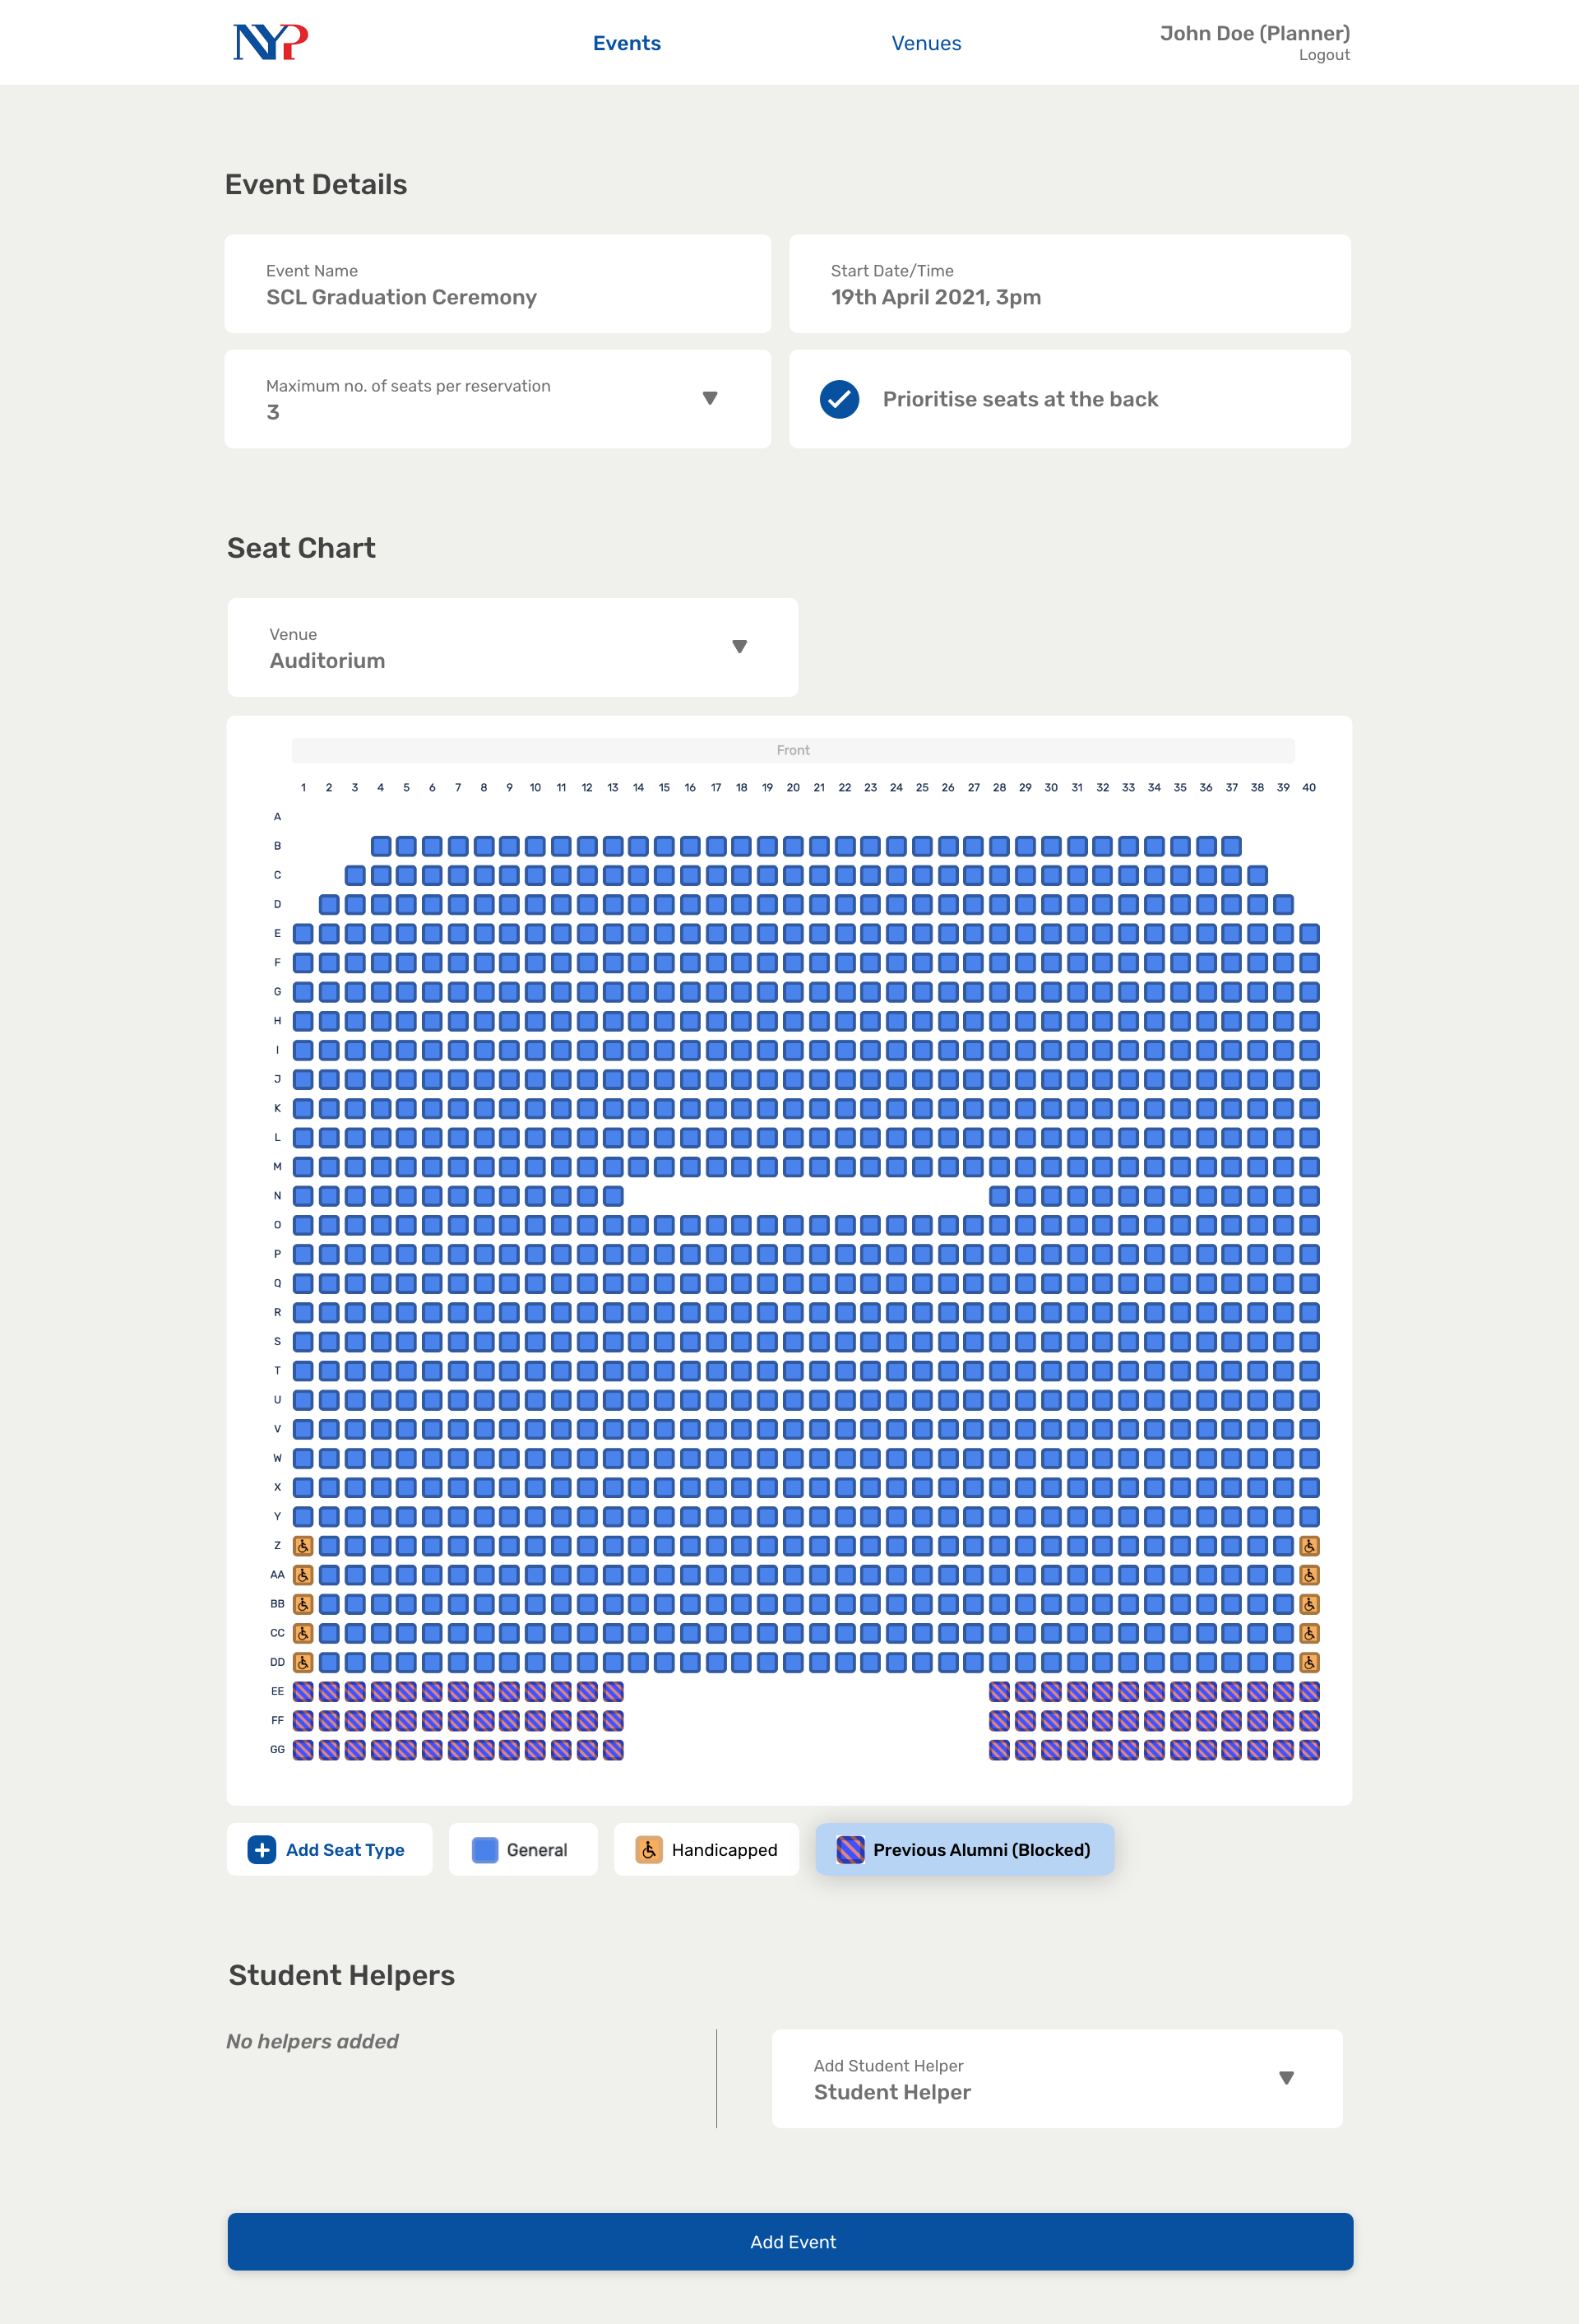 NYP
Events
Venues
John Doe (Planner)
Logout
Event Details
Event Name
SCL Graduation Ceremony
Start Date/Time
19th April 2021, 3pm
Maximum no. of seats per reservation
3
Prioritise seats at the back
Seat Chart
Venue
Auditorium
Front
1 2 3 4 5 6 7 8 9 10 11 12 13 14 15 16 17 18 19 20 21 22 23 24 25 26 27 28 29 30 31 32 33 34 35 36 37 38 39 40
A
B
C
D
E
F
G
H
I
J
K
L
M
N
O
P
Q
R
S
T
U
V
W
X
Y
Z
AA
BB
CC
DD
EE
FF
GG
Add Seat Type
General
Handicapped
Previous Alumni (Blocked)
Student Helpers
No helpers added
Add Student Helper
Student Helper
Add Event